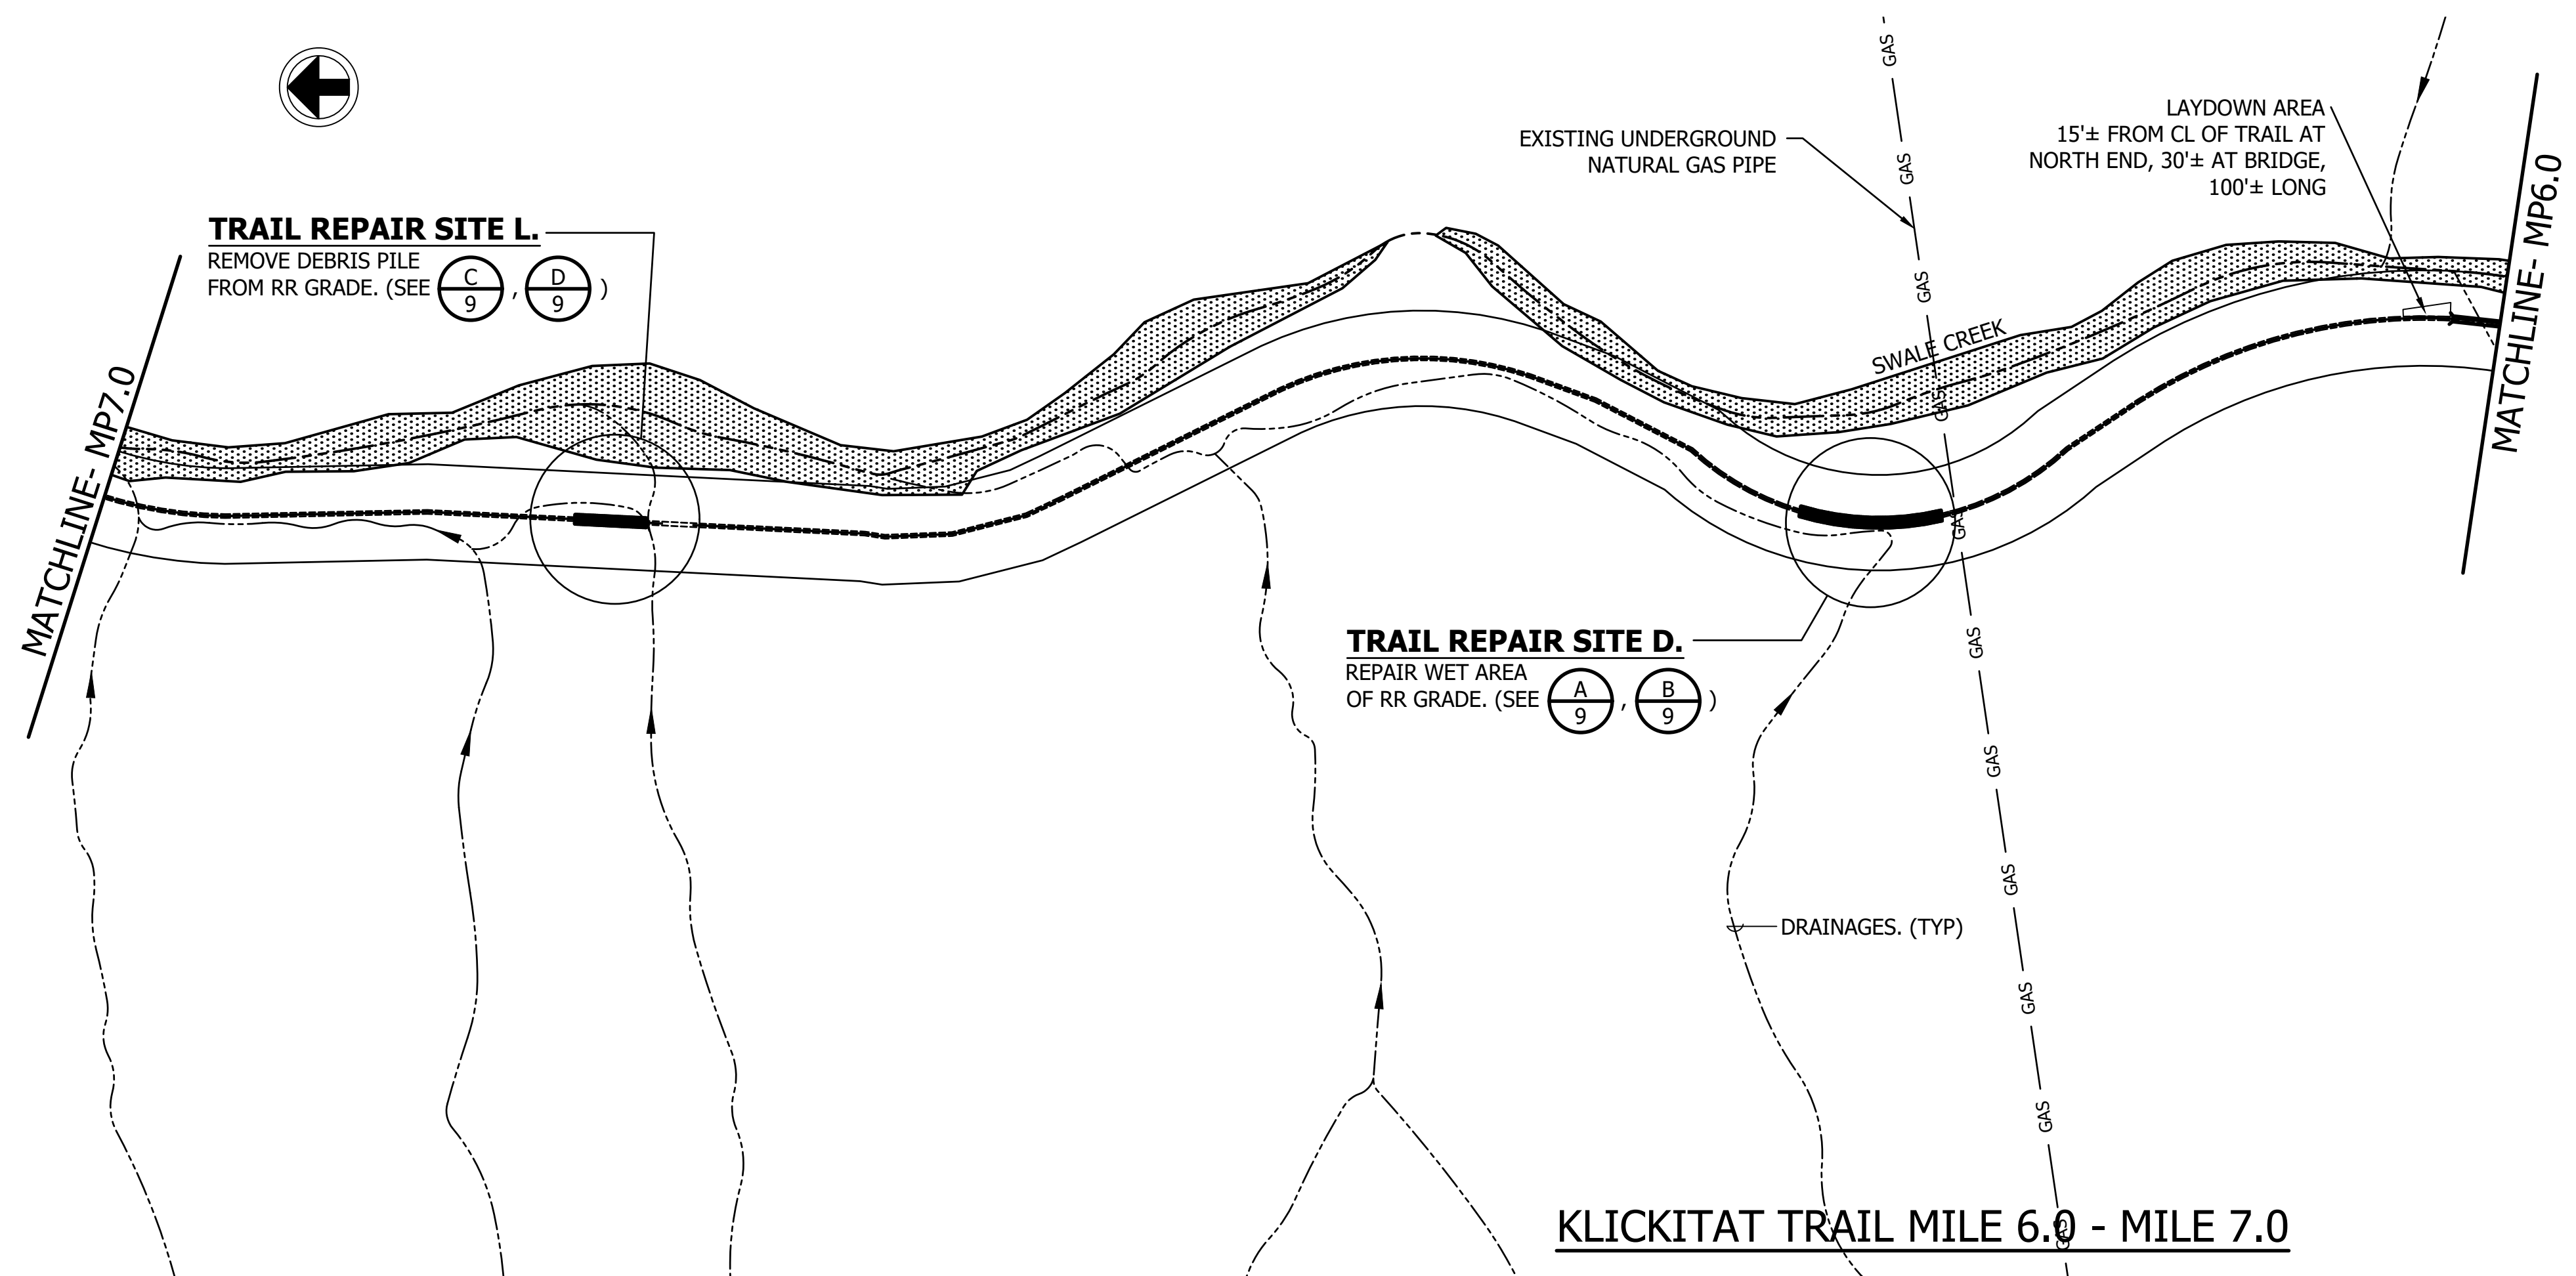 EXISTING UNDERGROUND
NATURAL GAS PIPE
LAYDOWN AREA
15'± FROM CL OF TRAIL AT
NORTH END, 30'± AT BRIDGE,
100'± LONG
MATCHLINE- MP6.0
TRAIL REPAIR SITE L.
REMOVE DEBRIS PILE
FROM RR GRADE. (SEE C 9 , D 9 )
MATCHLINE- MP7.0
SWALE CREEK
GAS
GAS
GAS
GAS
GAS
GAS
GAS
GAS
GAS
GAS
GAS
TRAIL REPAIR SITE D.
REPAIR WET AREA
OF RR GRADE. (SEE A 9 , B 9 )
DRAINAGES. (TYP)
KLICKITAT TRAIL MILE 6.0 - MILE 7.0